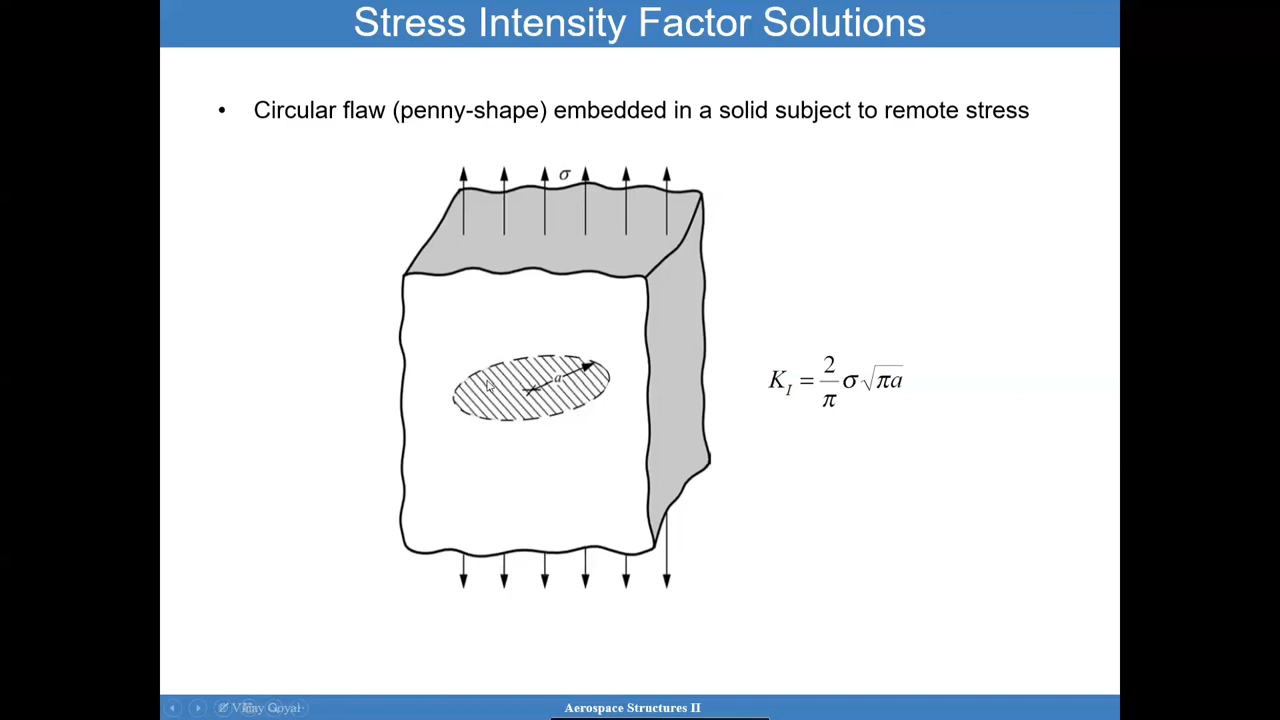 Stress Intensity Factor Solutions
• Circular flaw (penny-shape) embedded in a solid subject to remote stress
σ
a
K_I = 2/π σ√πa
Vinay Goyal
Aerospace Structures II